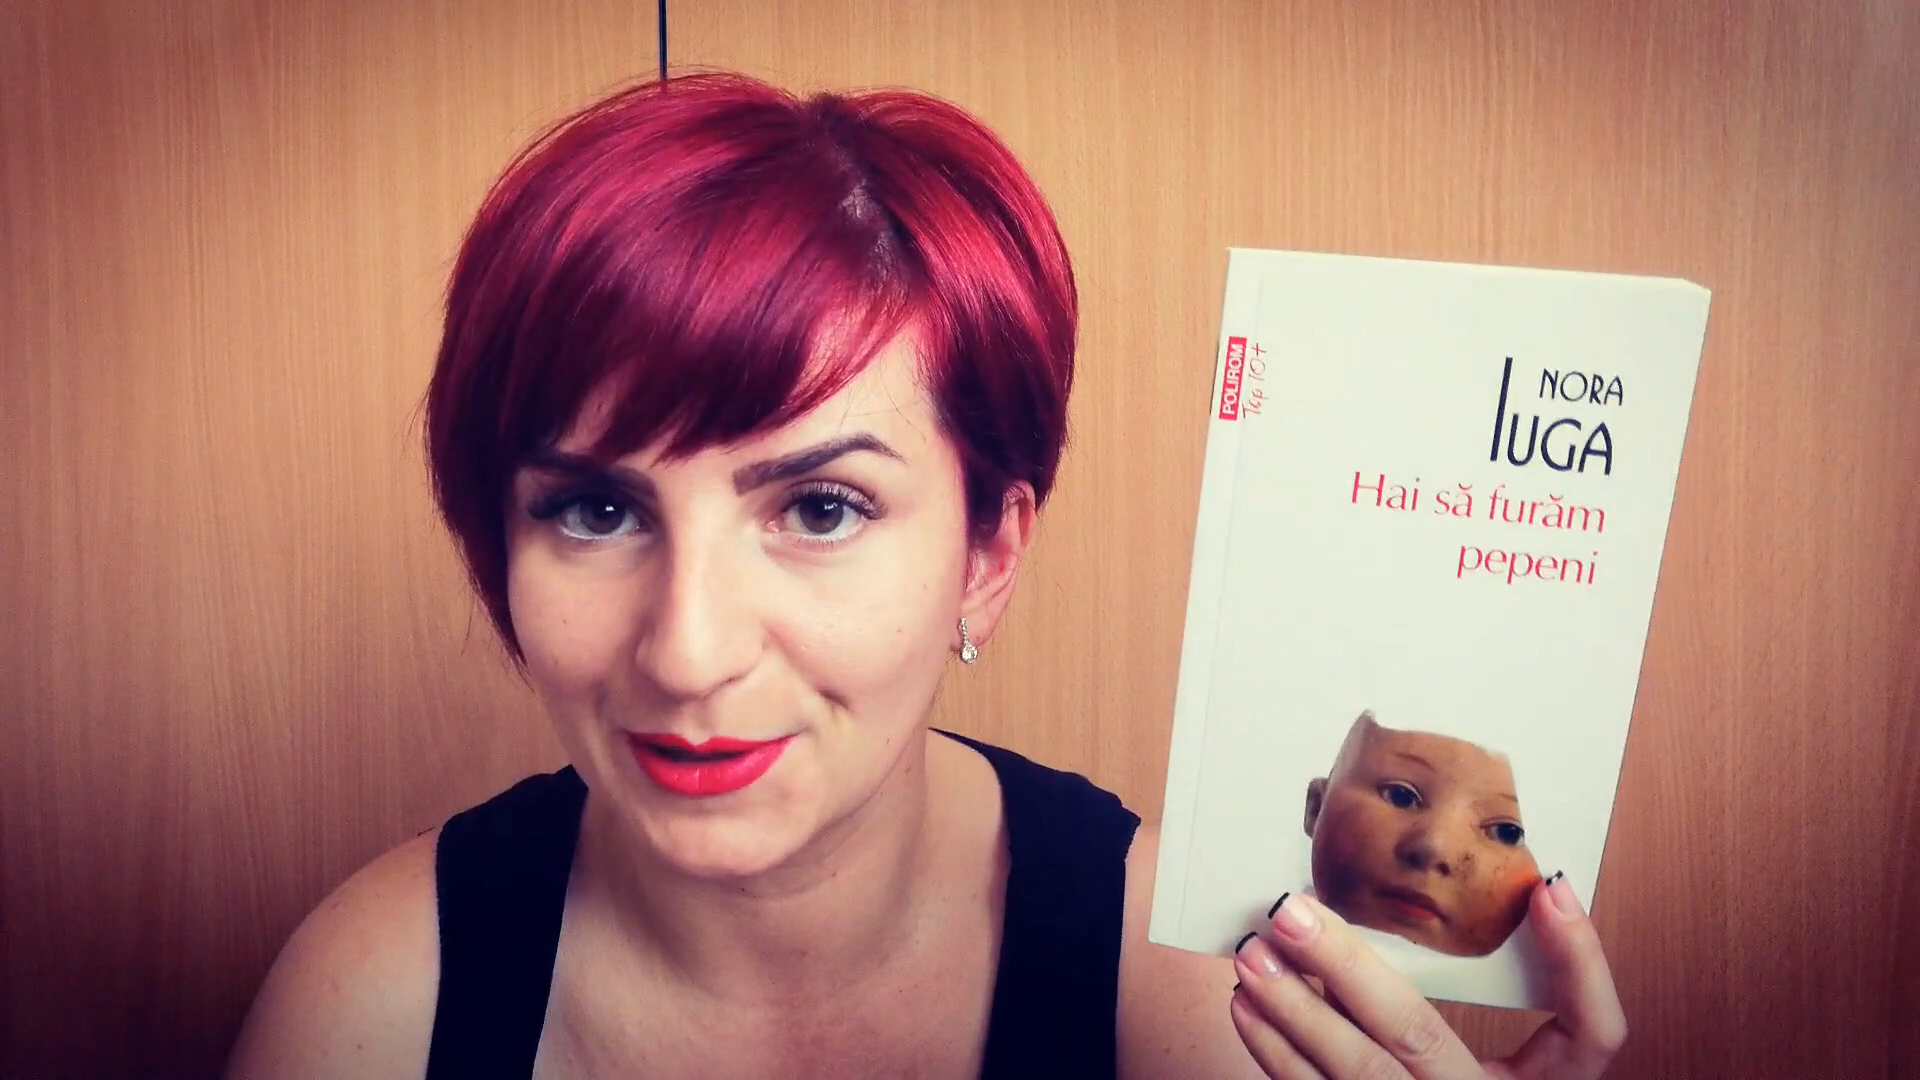 POLIROM
Top 10+
NORA
IUGA
Hai să furăm
pepeni